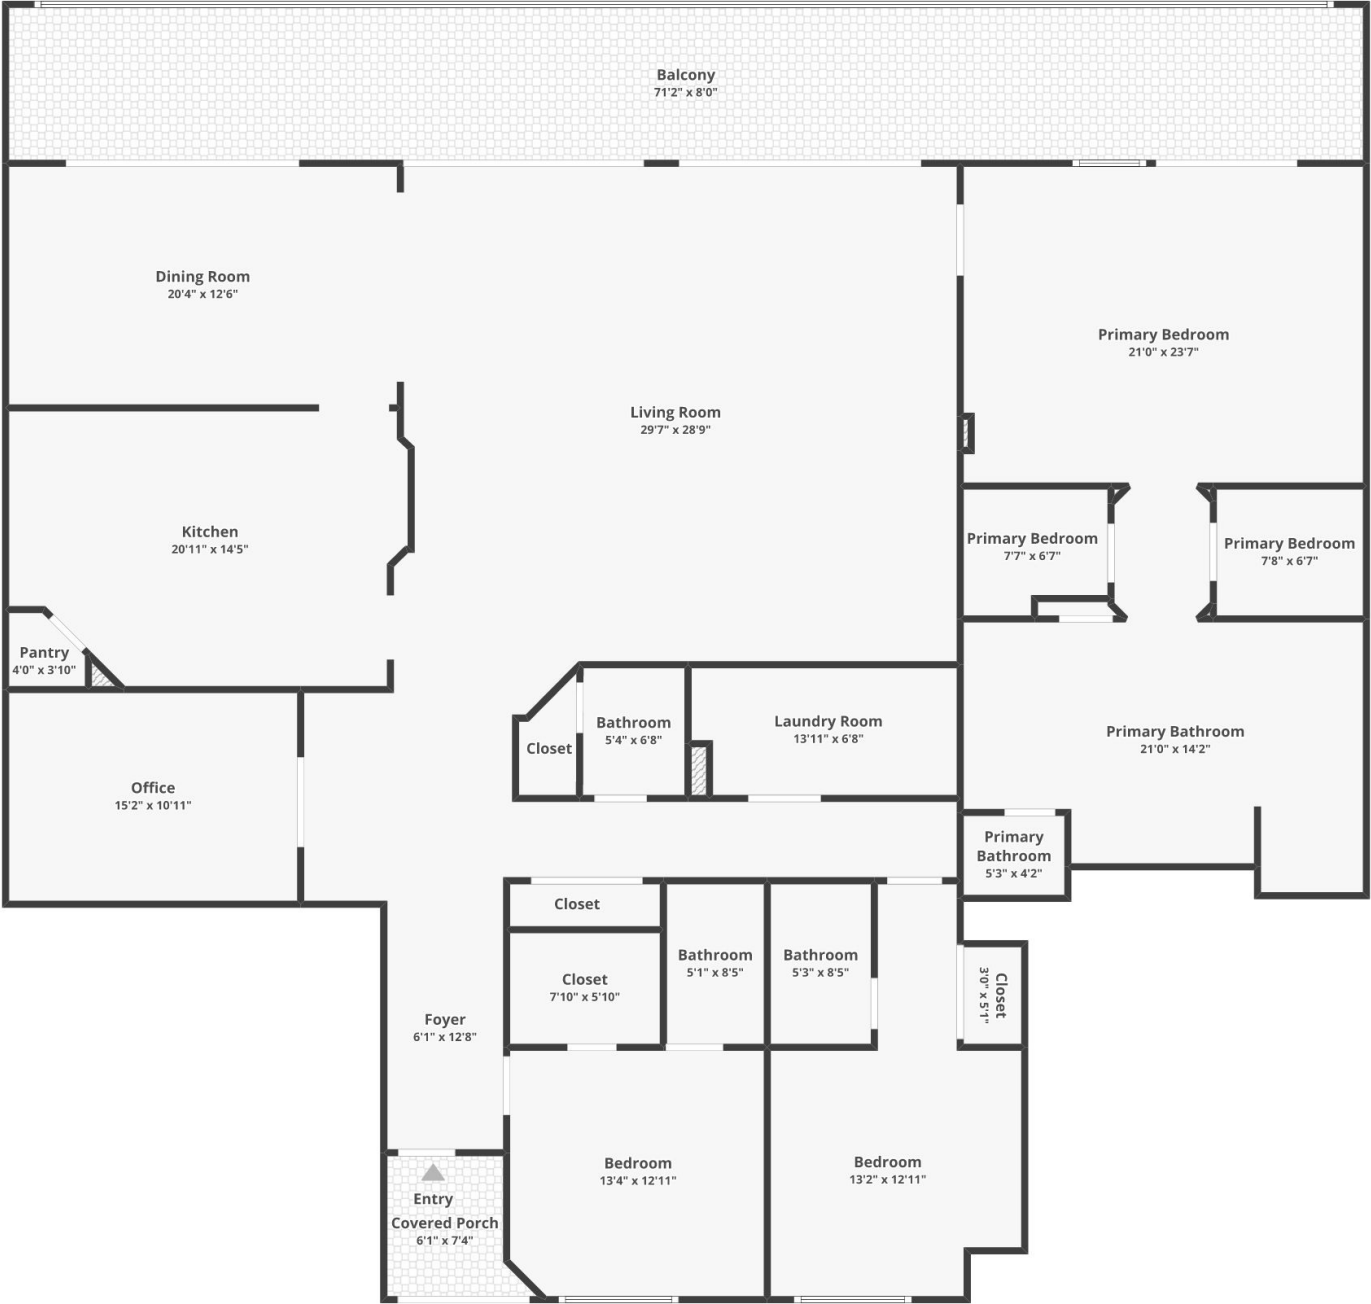 Balcony
71'2" x 8'0"
Dining Room
20'4" x 12'6"
Primary Bedroom
21'0" x 23'7"
Living Room
29'7" x 28'9"
Kitchen
20'11" x 14'5"
Primary Bedroom
7'7" x 6'7"
Primary Bedroom
7'8" x 6'7"
Pantry
4'0" x 3'10"
Bathroom
5'4" x 6'8"
Laundry Room
13'11" x 6'8"
Primary Bathroom
21'0" x 14'2"
Closet
Office
15'2" x 10'11"
Primary
Bathroom
5'3" x 4'2"
Closet
Closet
7'10" x 5'10"
Bathroom
5'1" x 8'5"
Bathroom
5'3" x 8'5"
Closet
3'0" x 5'1"
Foyer
6'1" x 12'8"
Bedroom
13'4" x 12'11"
Bedroom
13'2" x 12'11"
Entry
Covered Porch
6'1" x 7'4"